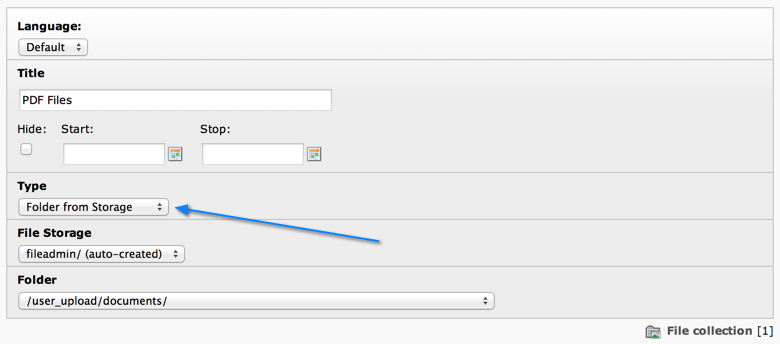 Language:
Default
Title
PDF Files
Hide: Start: Stop:
Type
Folder from Storage
File Storage
fileadmin/ (auto-created)
Folder
/user_upload/documents/
File collection [1]